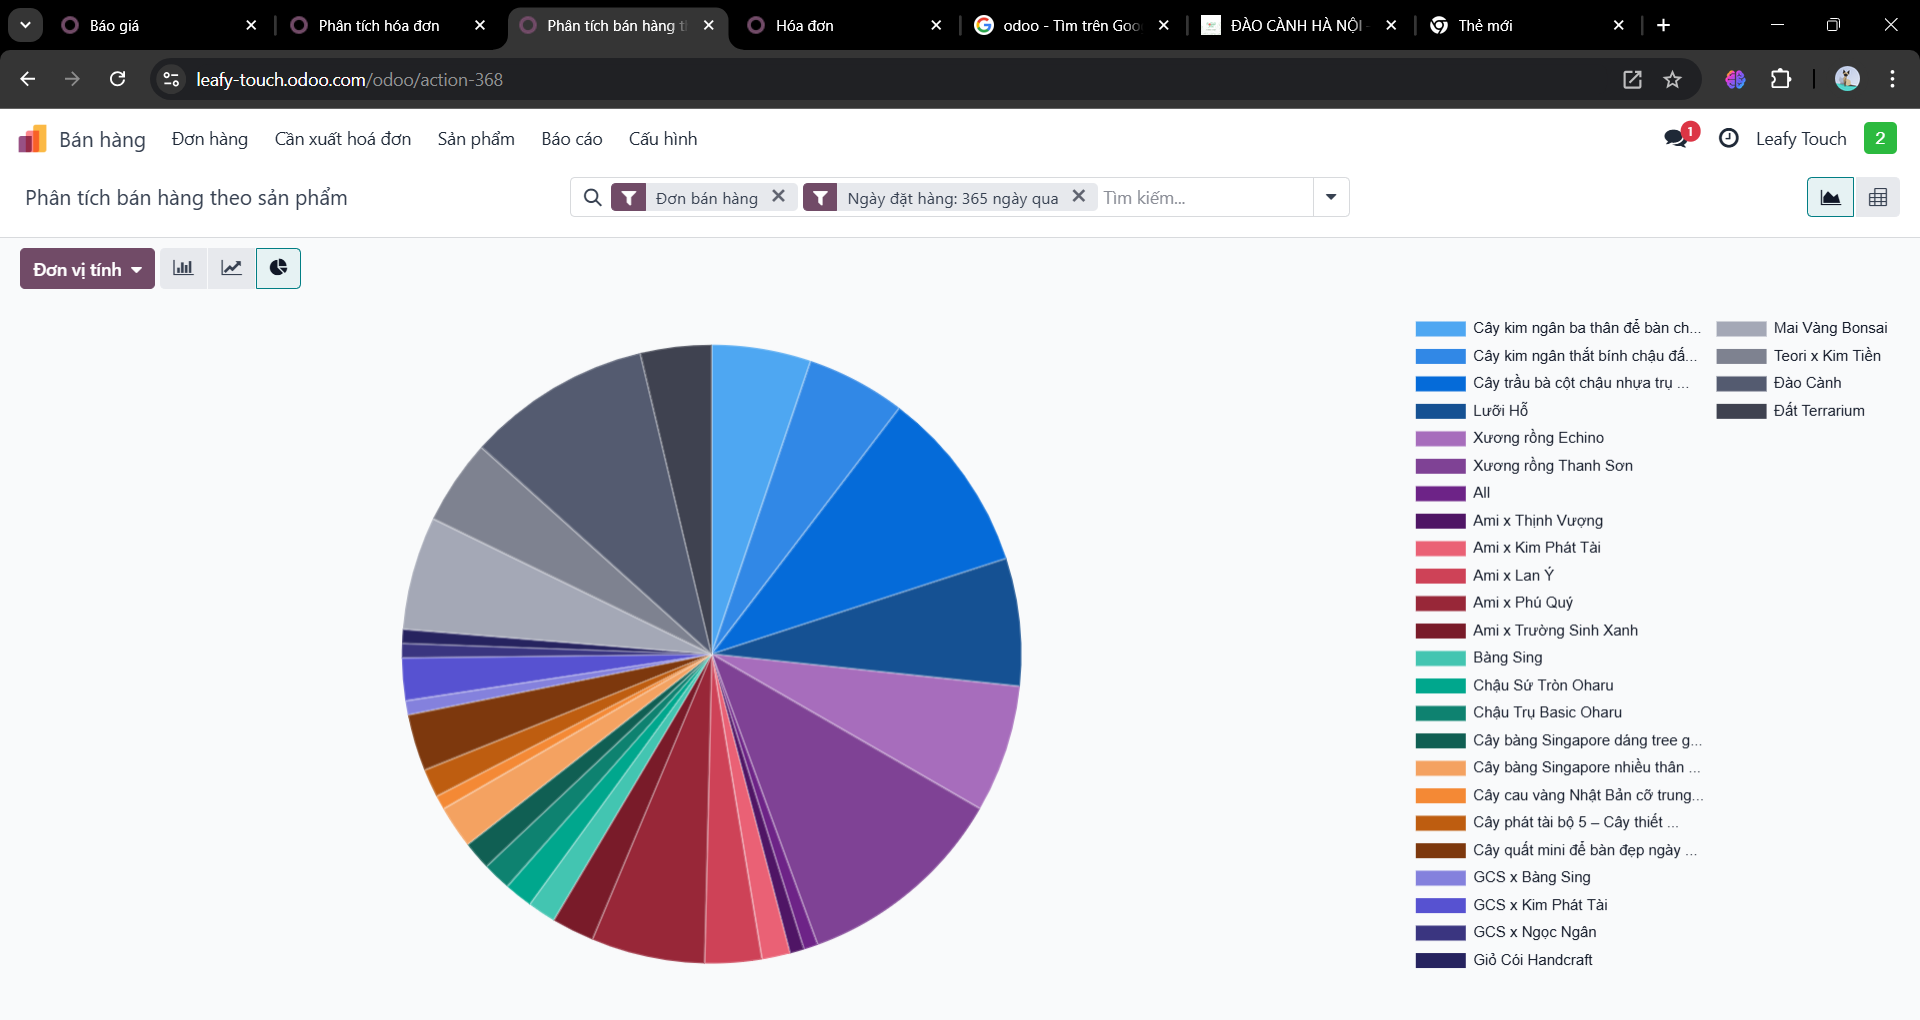 Báo giá
Phân tích hóa đơn
Phân tích bán hàng t
Hóa đơn
odoo - Tìm trên Goo
ĐÀO CÀNH HÀ NỘI -
Thẻ mới
leafy-touch.odoo.com/odoo/action-368
Bán hàng
Đơn hàng
Cần xuất hoá đơn
Sản phẩm
Báo cáo
Cấu hình
1
Leafy Touch
2
Phân tích bán hàng theo sản phẩm
Đơn bán hàng
Ngày đặt hàng: 365 ngày qua
Tìm kiếm...
Đơn vị tính
Cây kim ngân ba thân để bàn ch...
Cây kim ngân thắt bính chậu đấ...
Cây trầu bà cột chậu nhựa trụ ...
Lưỡi Hỗ
Xương rồng Echino
Xương rồng Thanh Sơn
All
Ami x Thịnh Vượng
Ami x Kim Phát Tài
Ami x Lan Ý
Ami x Phú Quý
Ami x Trường Sinh Xanh
Bàng Sing
Chậu Sứ Tròn Oharu
Chậu Trụ Basic Oharu
Cây bàng Singapore dáng tree g...
Cây bàng Singapore nhiều thân ...
Cây cau vàng Nhật Bản cỡ trung...
Cây phát tài bộ 5 – Cây thiết ...
Cây quất mini để bàn đẹp ngày ...
GCS x Bàng Sing
GCS x Kim Phát Tài
GCS x Ngọc Ngân
Giỏ Cói Handcraft
Mai Vàng Bonsai
Teori x Kim Tiền
Đào Cành
Đất Terrarium